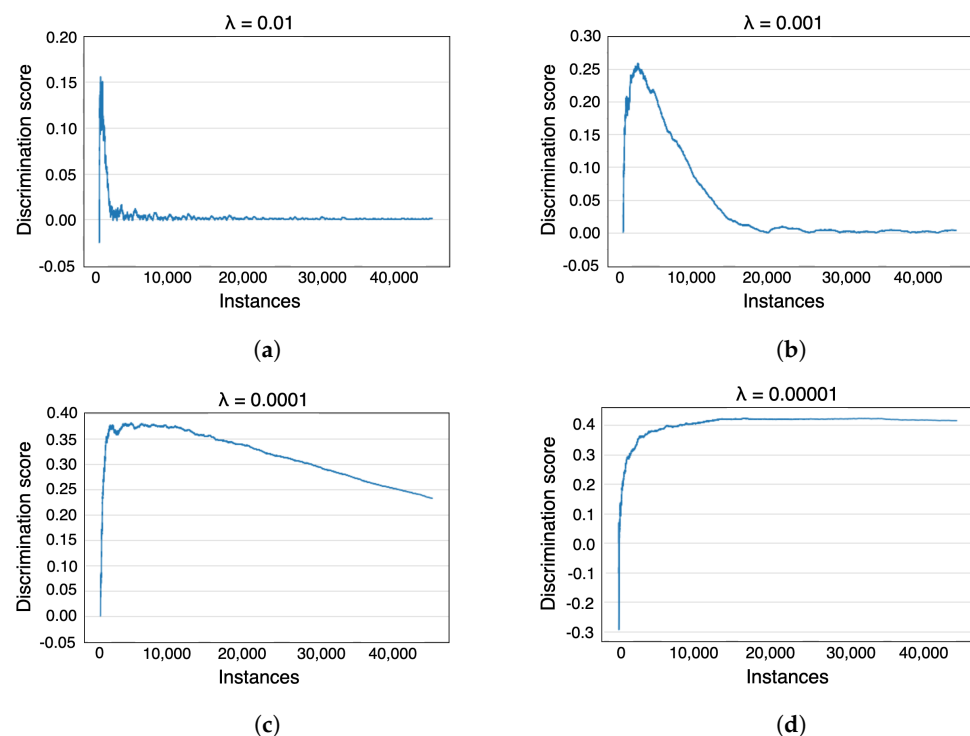 λ = 0.01
Discrimination score
0.20
0.15
0.10
0.05
0.00
-0.05
0 10,000 20,000 30,000 40,000
Instances
(a)
λ = 0.001
Discrimination score
0.30
0.25
0.20
0.15
0.10
0.05
0.00
0.05
0 10,000 20,000 30,000 40,000
Instances
(b)
λ = 0.0001
Discrimination score
0.40
0.35
0.30
0.25
0.20
0.15
0.10
0.05
0.00
-0.05
0 10,000 20,000 30,000 40,000
Instances
(c)
λ = 0.00001
Discrimination score
0.4
0.3
0.2
0.4
0.0
-0.1
-0.2
-0.3
0 10,000 20,000 30,000 40,000
Instances
(d)